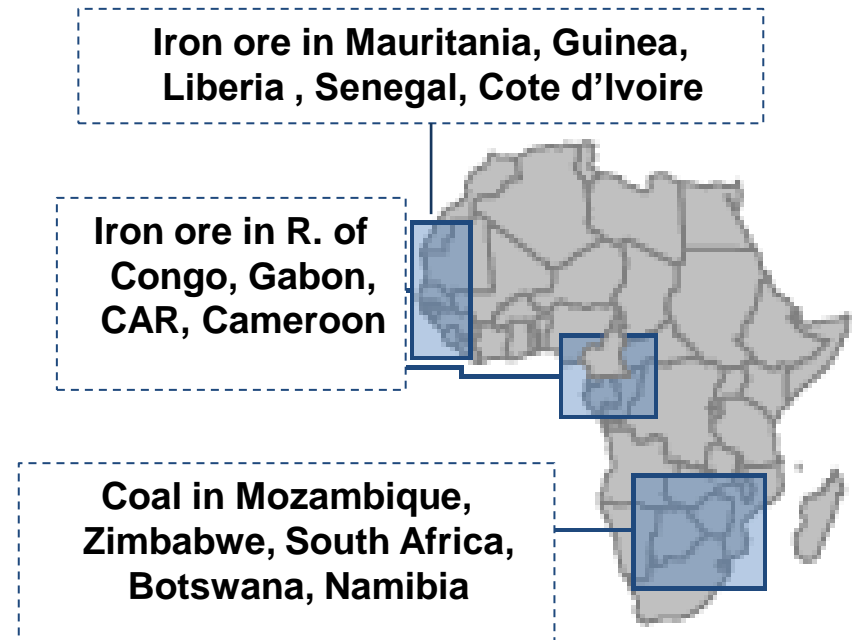 Iron ore in Mauritania, Guinea,
Liberia , Senegal, Cote d’Ivoire
Iron ore in R. of
Congo, Gabon,
CAR, Cameroon
Coal in Mozambique,
Zimbabwe, South Africa,
Botswana, Namibia